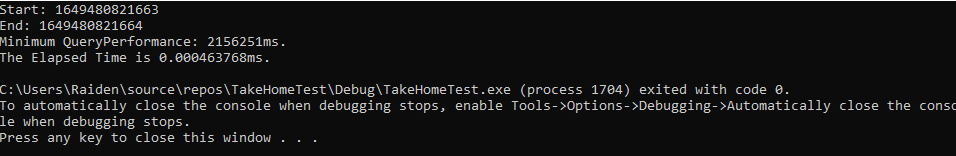 Start: 1649480821663
End: 1649480821664
Minimum QueryPerformance: 2156251ms.
The Elapsed Time is 0.000463768ms.
C:\Users\Raiden\source\repos\TakeHomeTest\Debug\TakeHomeTest.exe (process 1704) exited with code 0.
To automatically close the console when debugging stops, enable Tools->Options->Debugging->Automatically close the conso
le when debugging stops.
Press any key to close this window . . .